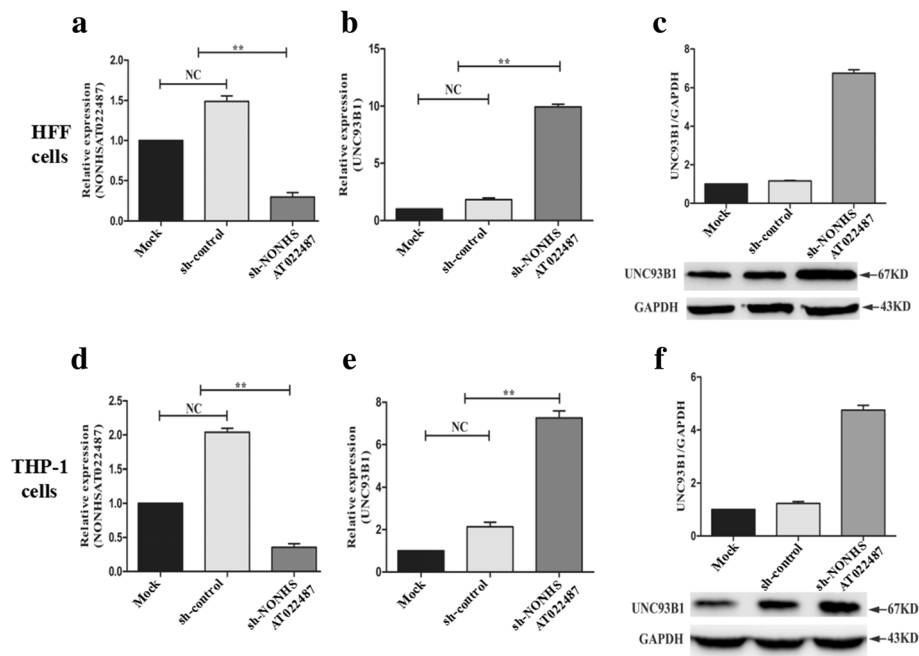 a
b
c
HFF
cells
Relative expression
(NONHSAT022487)
2.0
1.5
1.0
0.5
0.0
**
NC
Mock
sh-control
sh-NONHS
AT022487
Relative expression
(UNC93B1)
15
10
5
0
**
NC
Mock
sh-control
sh-NONHS
AT022487
UNC93B1/GAPDH
8
6
4
2
0
Mock
sh-control
sh-NONHS
AT022487
UNC93B1
67KD
GAPDH
43KD
d
e
f
THP-1
cells
Relative expression
(NONHSAT022487)
2.5
2.0
1.5
1.0
0.5
0.0
**
NC
Mock
sh-control
sh-NONHS
AT022487
Relative expression
(UNC93B1)
8
6
4
2
0
**
NC
Mock
sh-control
sh-NONHS
AT022487
UNC93B1/GAPDH
6
4
2
0
Mock
sh-control
sh-NONHS
AT022487
UNC93B1
67KD
GAPDH
43KD